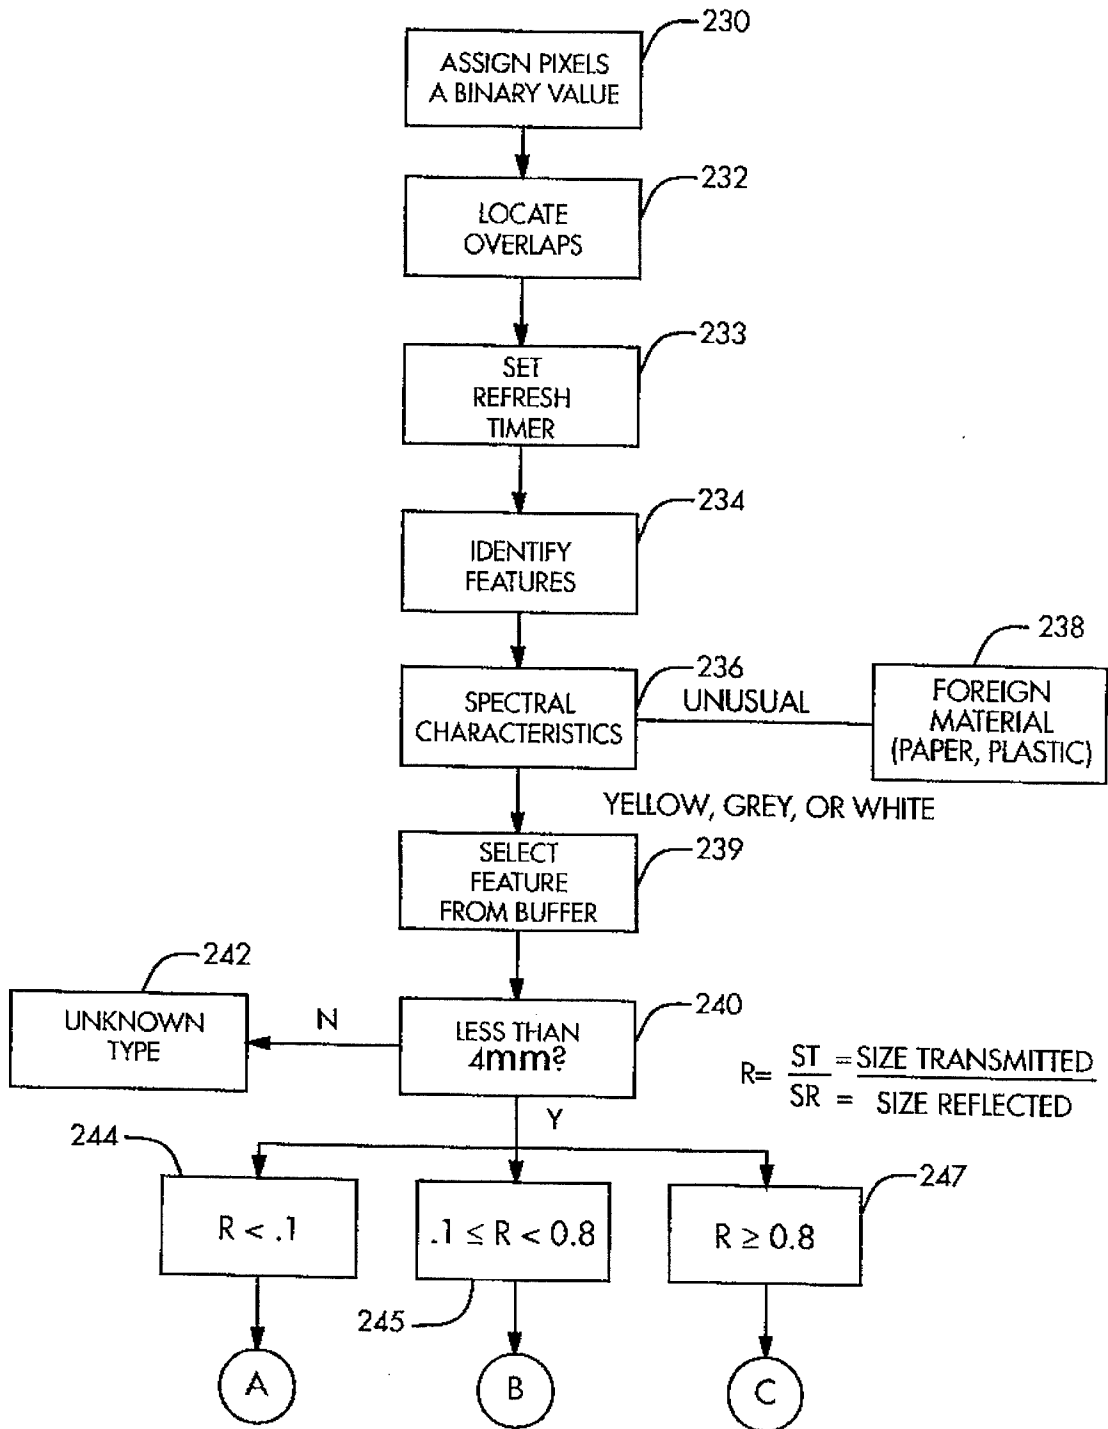 230
ASSIGN PIXELS
A BINARY VALUE
232
LOCATE
OVERLAPS
233
SET
REFRESH
TIMER
234
IDENTIFY
FEATURES
236
SPECTRAL
CHARACTERISTICS
UNUSUAL
238
FOREIGN
MATERIAL
(PAPER, PLASTIC)
YELLOW, GREY, OR WHITE
239
SELECT
FEATURE
FROM BUFFER
242
UNKNOWN
TYPE
N
240
LESS THAN
4mm?
R= ST = SIZE TRANSMITTED
SR = SIZE REFLECTED
Y
244
R < .1
245
.1 ≤ R < 0.8
247
R ≥ 0.8
A
B
C